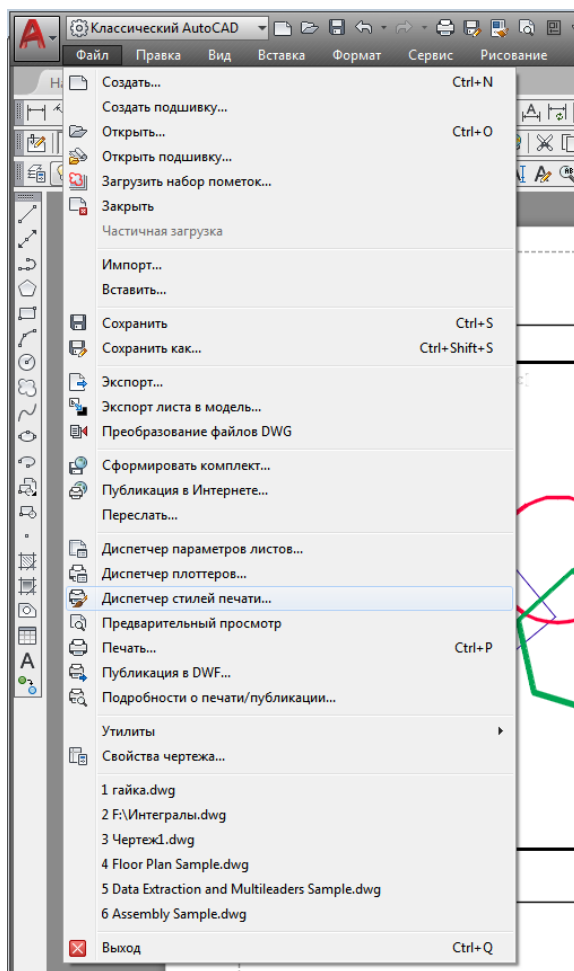 Классический AutoCAD
Файл Правка Вид Вставка Формат Сервис Рисование
Создать... Ctrl+N
Создать подшивку...
Открыть... Ctrl+O
Открыть подшивку...
Загрузить набор пометок...
Закрыть
Частичная загрузка
Импорт...
Вставить...
Сохранить Ctrl+S
Сохранить как... Ctrl+Shift+S
Экспорт...
Экспорт листа в модель...
Преобразование файлов DWG
Сформировать комплект...
Публикация в Интернете...
Переслать...
Диспетчер параметров листов...
Диспетчер плоттеров...
Диспетчер стилей печати...
Предварительный просмотр
Печать... Ctrl+P
Публикация в DWF...
Подробности о печати/публикации...
Утилиты
Свойства чертежа...
1 гайка.dwg
2 F:\Интегралы.dwg
3 Чертеж1.dwg
4 Floor Plan Sample.dwg
5 Data Extraction and Multileaders Sample.dwg
6 Assembly Sample.dwg
Выход Ctrl+Q